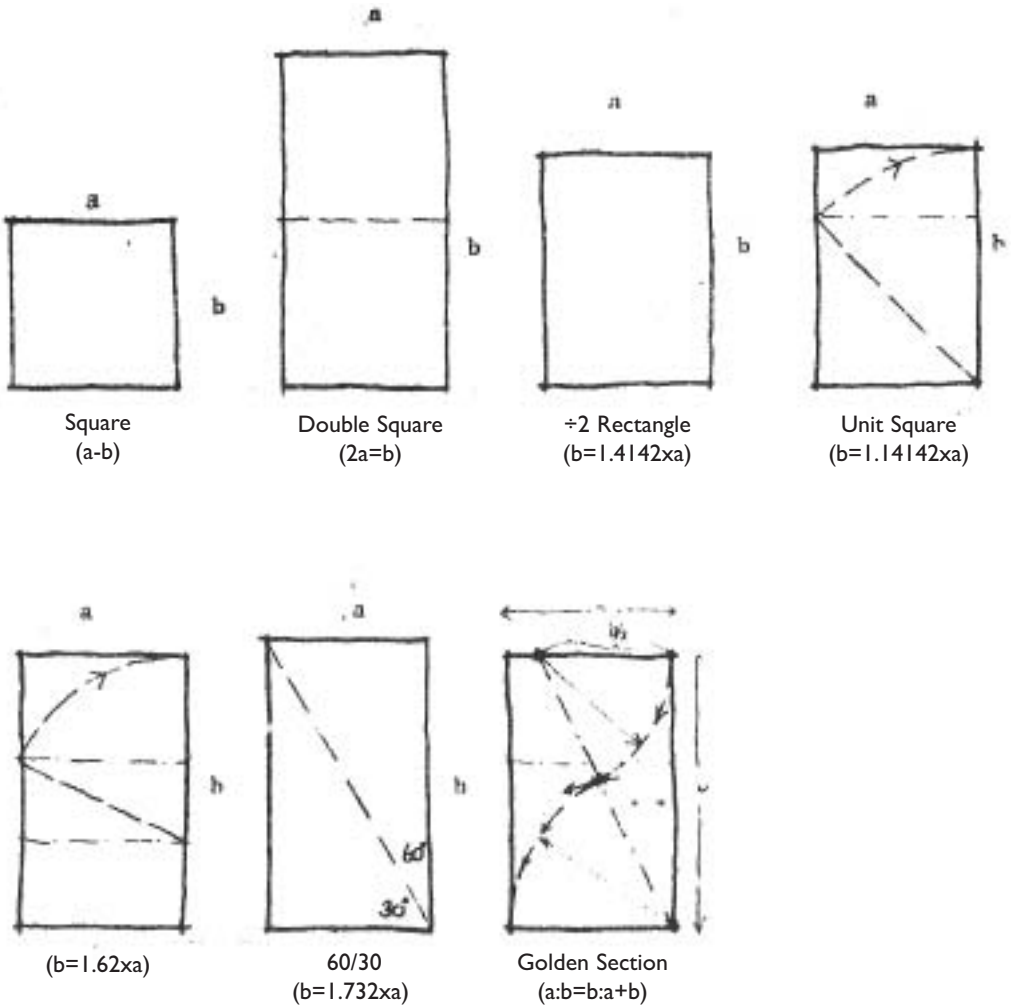 a
a
a
a
b
b
b
Square
(a-b)
Double Square
(2a=b)
÷2 Rectangle
(b=1.4142xa)
Unit Square
(b=1.14142xa)
a
a
60°
30°
(b=1.62xa)
60/30
(b=1.732xa)
Golden Section
(a:b=b:a+b)